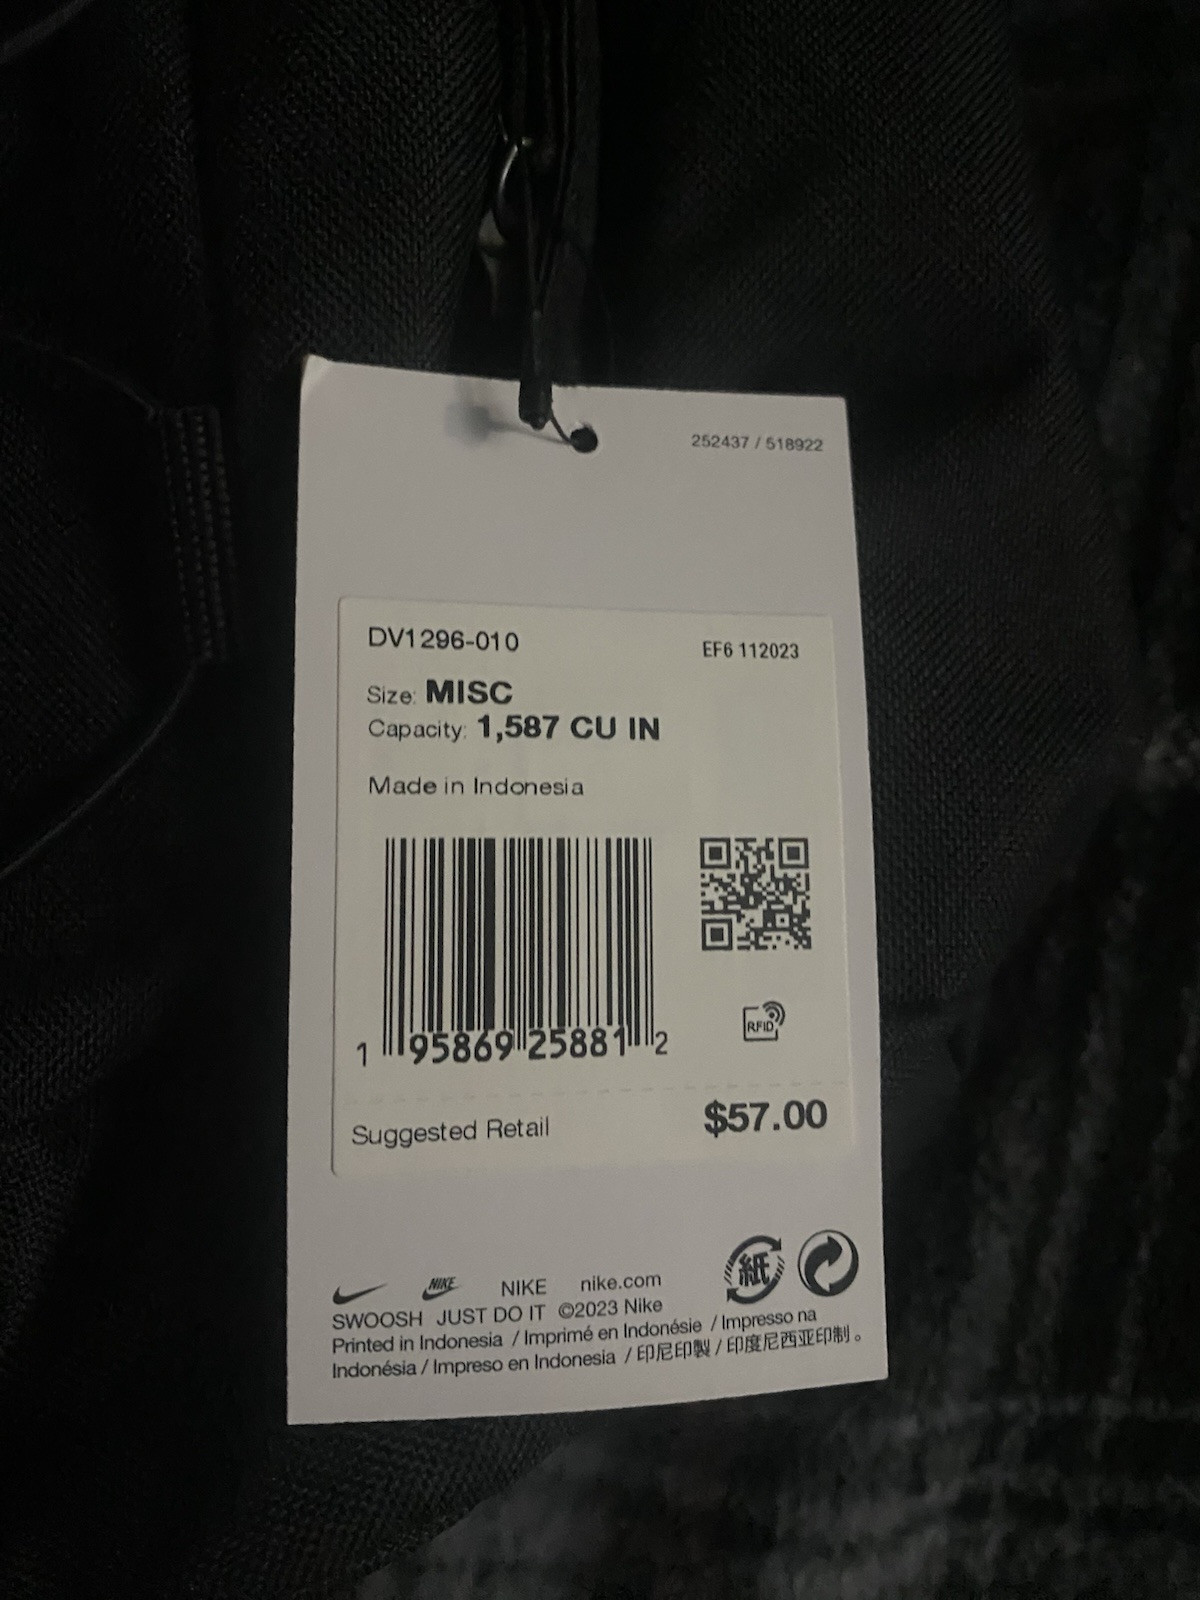 252437 / 518922
DV1296-010
EF6 112023
Size: MISC
Capacity: 1,587 CU IN
Made in Indonesia
1 95869 25881 2
RFID
Suggested Retail $57.00
紙
NIKE NIKE nike.com
SWOOSH JUST DO IT ©2023 Nike
Printed in Indonesia / Imprimé en Indonésie / Impresso na
Indonésia / Impreso en Indonesia / 印尼印製 / 印度尼西亚印制。